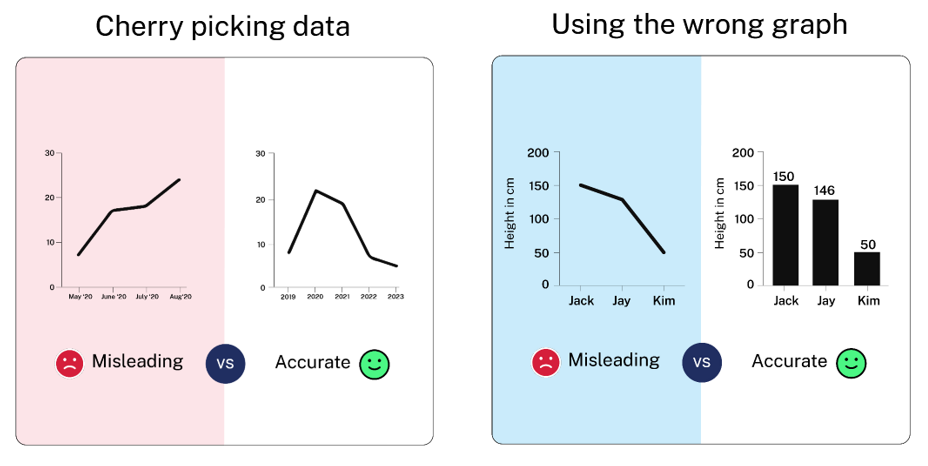 Cherry picking data
30
20
10
0
May '20 June '20 July '20 Aug'20
30
20
10
0
2019 2020 2021 2022 2023
Misleading
VS
Accurate
Using the wrong graph
Height in cm
200
150
100
50
0
Jack Jay Kim
Height in cm
200
150
100
50
0
150
146
50
Jack Jay Kim
Misleading
VS
Accurate